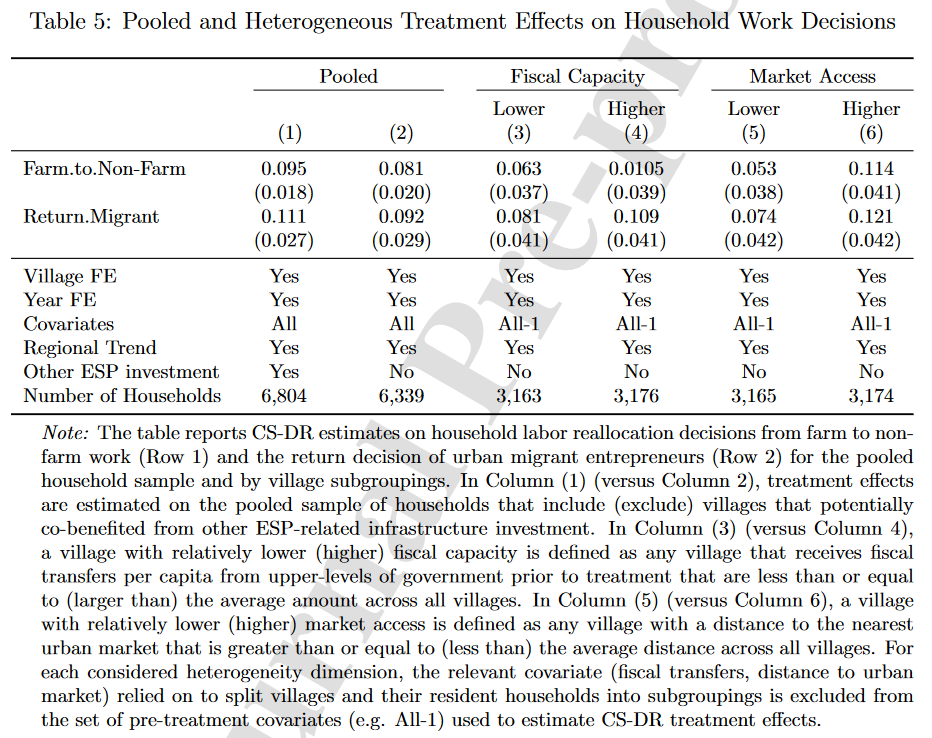 Table 5: Pooled and Heterogeneous Treatment Effects on Household Work Decisions
Pooled Fiscal Capacity Market Access
Lower Higher Lower Higher
(1) (2) (3) (4) (5) (6)
Farm.to.Non-Farm 0.095 0.081 0.063 0.0105 0.053 0.114
(0.018) (0.020) (0.037) (0.039) (0.038) (0.041)
Return.Migrant 0.111 0.092 0.081 0.109 0.074 0.121
(0.027) (0.029) (0.041) (0.041) (0.042) (0.042)
Village FE Yes Yes Yes Yes Yes Yes
Year FE Yes Yes Yes Yes Yes Yes
Covariates All All All-1 All-1 All-1 All-1
Regional Trend Yes Yes Yes Yes Yes Yes
Other ESP investment Yes No No No No No
Number of Households 6,804 6,339 3,163 3,176 3,165 3,174
Note: The table reports CS-DR estimates on household labor reallocation decisions from farm to non-
farm work (Row 1) and the return decision of urban migrant entrepreneurs (Row 2) for the pooled
household sample and by village subgroupings. In Column (1) (versus Column 2), treatment effects
are estimated on the pooled sample of households that include (exclude) villages that potentially
co-benefited from other ESP-related infrastructure investment. In Column (3) (versus Column 4),
a village with relatively lower (higher) fiscal capacity is defined as any village that receives fiscal
transfers per capita from upper-levels of government prior to treatment that are less than or equal
to (larger than) the average amount across all villages. In Column (5) (versus Column 6), a village
with relatively lower (higher) market access is defined as any village with a distance to the nearest
urban market that is greater than or equal to (less than) the average distance across all villages. For
each considered heterogeneity dimension, the relevant covariate (fiscal transfers, distance to urban
market) relied on to split villages and their resident households into subgroupings is excluded from
the set of pre-treatment covariates (e.g. All-1) used to estimate CS-DR treatment effects.